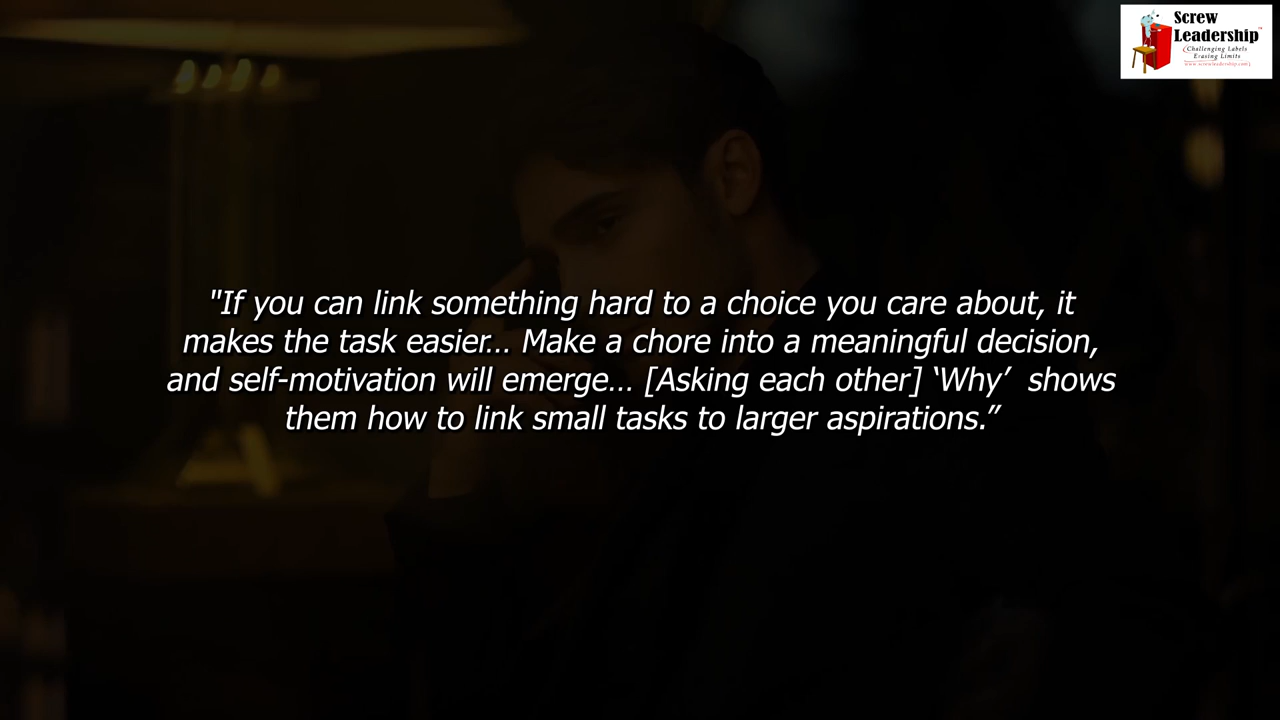 Screw
Leadership™
(Challenging Labels
Erasing Limits
"If you can link something hard to a choice you care about, it
makes the task easier… Make a chore into a meaningful decision,
and self-motivation will emerge… [Asking each other] ‘Why’ shows
them how to link small tasks to larger aspirations.”